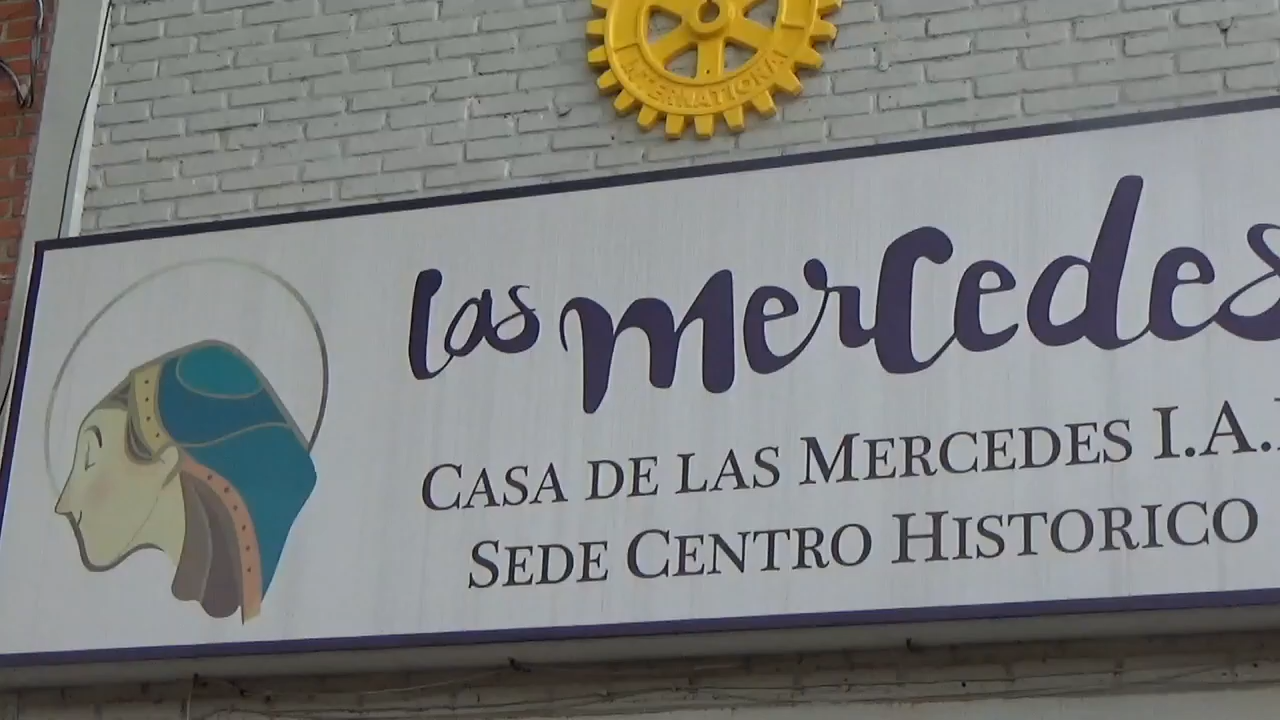 INTERNATIONAL
las mercedes
CASA DE LAS MERCEDES I.A.
SEDE CENTRO HISTORICO